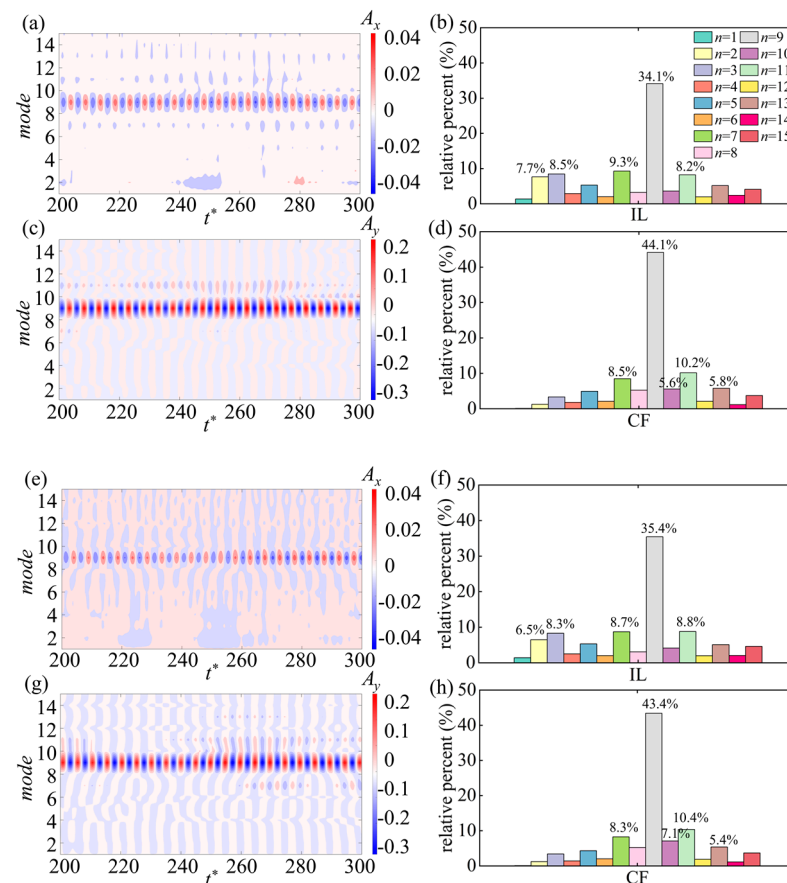 (a)
A_x
mode
14
12
10
8
6
4
2
200 220 240 260 280 300
t*
0.04
0.02
0
-0.02
-0.04
(b)
relative percent (%)
50
40
30
20
10
0
7.7% 8.5% 9.3% 34.1% 8.2%
IL
n=1 n=9
n=2 n=10
n=3 n=11
n=4 n=12
n=5 n=13
n=6 n=14
n=7 n=15
n=8
(c)
A_y
mode
14
12
10
8
6
4
2
200 220 240 260 280 300
t*
0.2
0.1
0
-0.1
-0.2
-0.3
(d)
relative percent (%)
50
40
30
20
10
0
8.5% 44.1% 5.6% 10.2% 5.8%
CF
(e)
A_x
mode
14
12
10
8
6
4
2
200 220 240 260 280 300
t*
0.04
0.02
0
-0.02
-0.04
(f)
relative percent (%)
50
40
30
20
10
0
6.5% 8.3% 8.7% 35.4% 8.8%
IL
(g)
A_y
mode
14
12
10
8
6
4
2
200 220 240 260 280 300
t*
0.2
0.1
0
-0.1
-0.2
-0.3
(h)
relative percent (%)
50
40
30
20
10
0
8.3% 43.4% 7.1% 10.4% 5.4%
CF